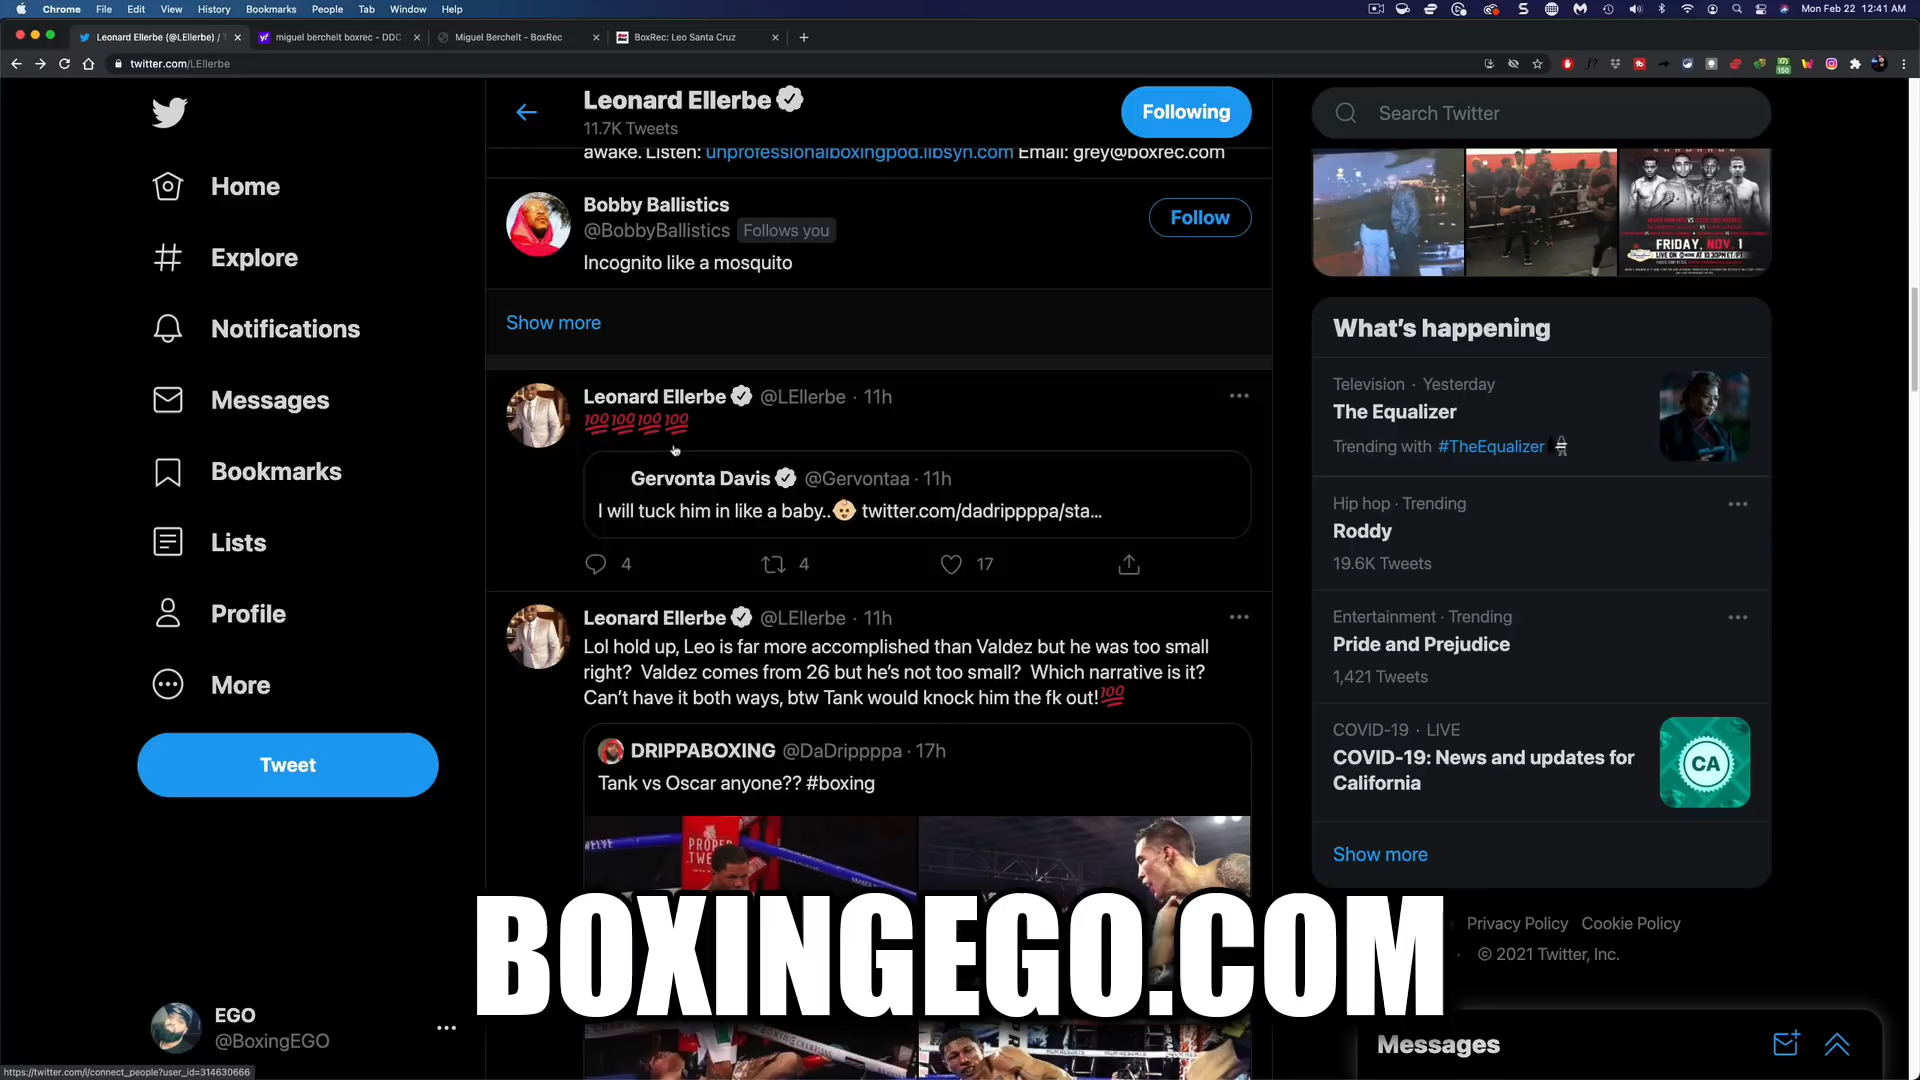 Chrome File Edit View History Bookmarks People Tab Window Help
Mon Feb 22 12:41 AM
Leonard Ellerbe (@LEllerbe) /
miguel berchelt boxrec - DDC
Miguel Berchelt - BoxRec
BoxRec: Leo Santa Cruz
twitter.com/LEllerbe
Home
Explore
Notifications
Messages
Bookmarks
Lists
Profile
More
Tweet
EGO
@BoxingEGO
https://twitter.com/i/connect_people?user_id=314630666
Leonard Ellerbe
11.7K Tweets
Following
awake. Listen: unprofessionalboxingpod.libsyn.com Email: grey@boxrec.com
Bobby Ballistics
@BobbyBallistics Follows you
Incognito like a mosquito
Follow
Show more
Leonard Ellerbe @LEllerbe · 11h
💯💯💯💯
Gervonta Davis @Gervontaa · 11h
I will tuck him in like a baby..👶🏼 twitter.com/dadrippppa/sta...
4 4 17
Leonard Ellerbe @LEllerbe · 11h
Lol hold up, Leo is far more accomplished than Valdez but he was too small
right? Valdez comes from 26 but he's not too small? Which narrative is it?
Can't have it both ways, btw Tank would knock him the fk out!💯
DRIPPABOXING @DaDrippppa · 17h
Tank vs Oscar anyone?? #boxing
PROPER
TWE
BOXINGEGO.COM
Search Twitter
FRIDAY, NOV. 1
What's happening
Television · Yesterday
The Equalizer
Trending with #TheEqualizer
Hip hop · Trending
Roddy
19.6K Tweets
Entertainment · Trending
Pride and Prejudice
1,421 Tweets
COVID-19 · LIVE
COVID-19: News and updates for
California
CA
Show more
Privacy Policy Cookie Policy
© 2021 Twitter, Inc.
Messages